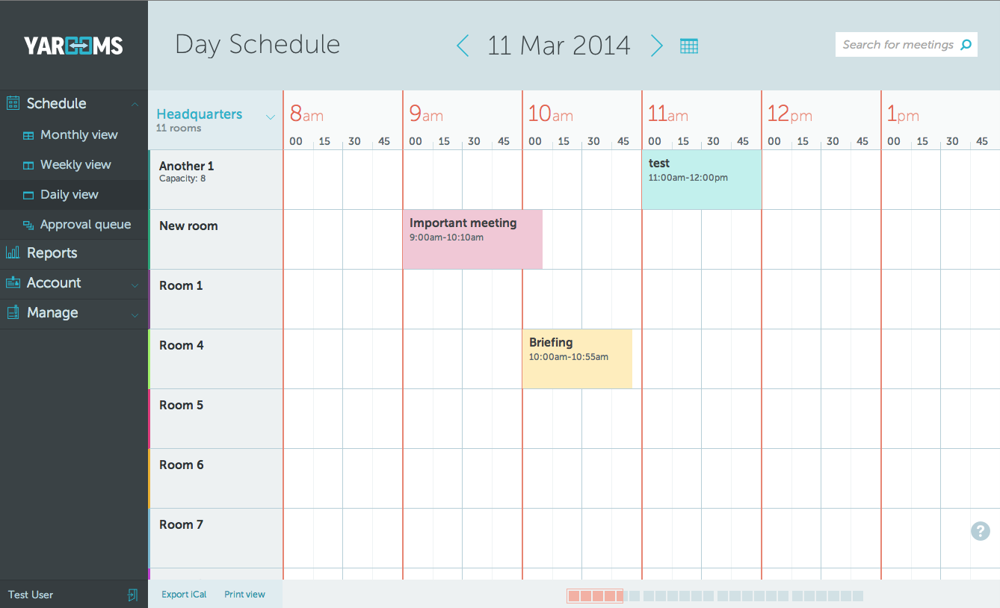 YAROOMS
Day Schedule
11 Mar 2014
Search for meetings
Schedule
Monthly view
Weekly view
Daily view
Approval queue
Reports
Account
Manage
Test User
Headquarters
11 rooms
8am 9am 10am 11am 12pm 1pm
00 15 30 45 00 15 30 45 00 15 30 45 00 15 30 45 00 15 30 45 00 15 30 45
Another 1
Capacity: 8
test
11:00am-12:00pm
New room
Important meeting
9:00am-10:10am
Room 1
Room 4
Briefing
10:00am-10:55am
Room 5
Room 6
Room 7
?
Export iCal Print view